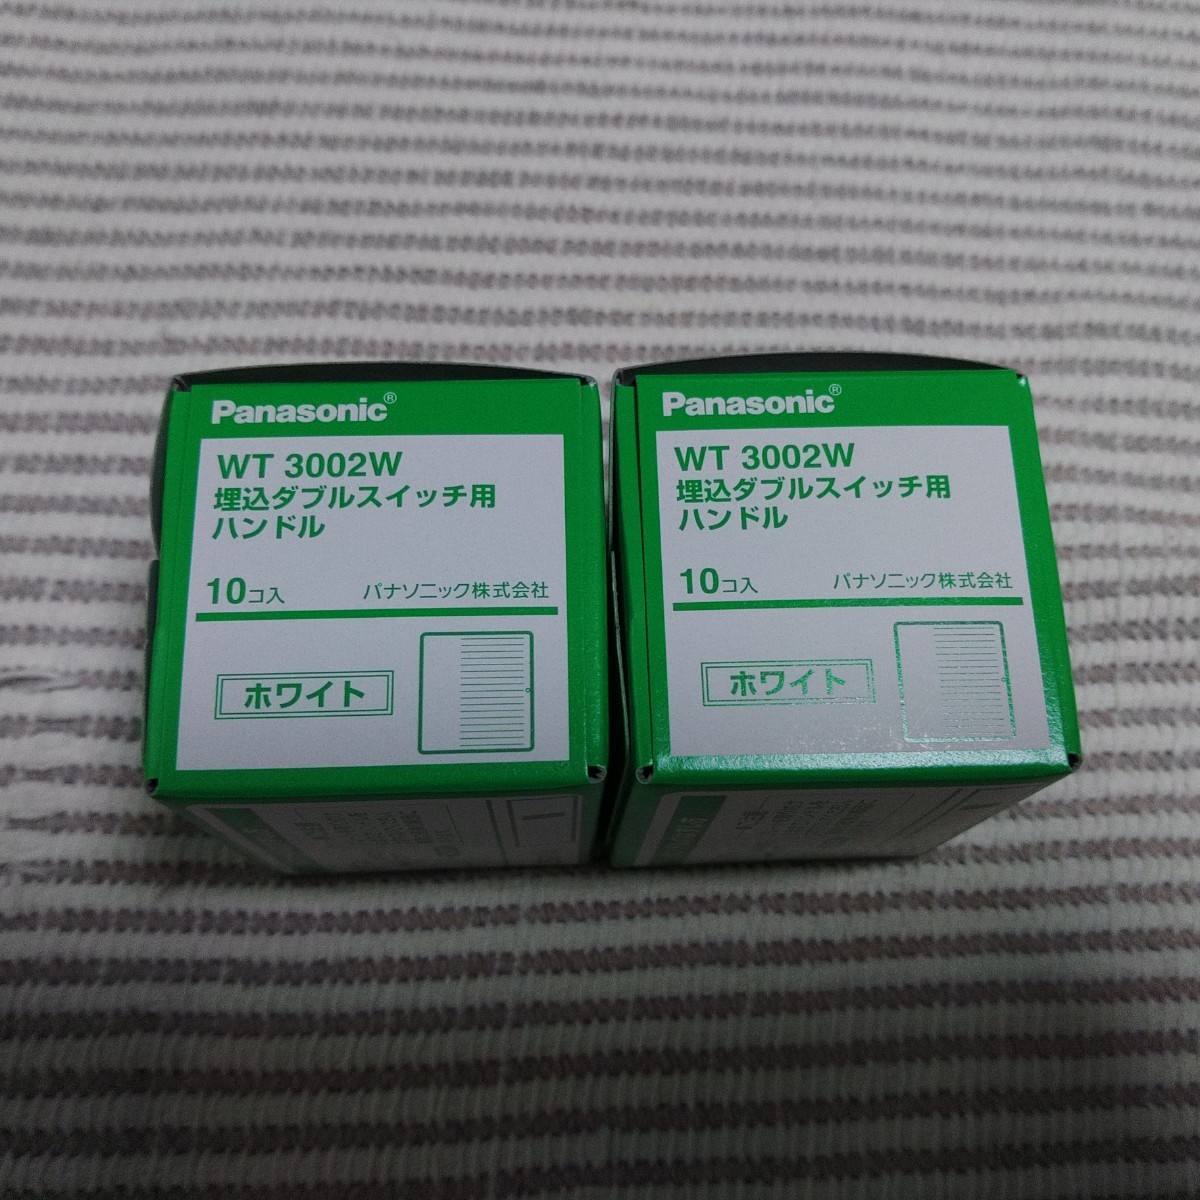 Panasonic®
WT 3002W
埋込ダブルスイッチ用
ハンドル
10コ入 パナソニック株式会社
ホワイト
Panasonic®
WT 3002W
埋込ダブルスイッチ用
ハンドル
10コ入 パナソニック株式会社
ホワイト